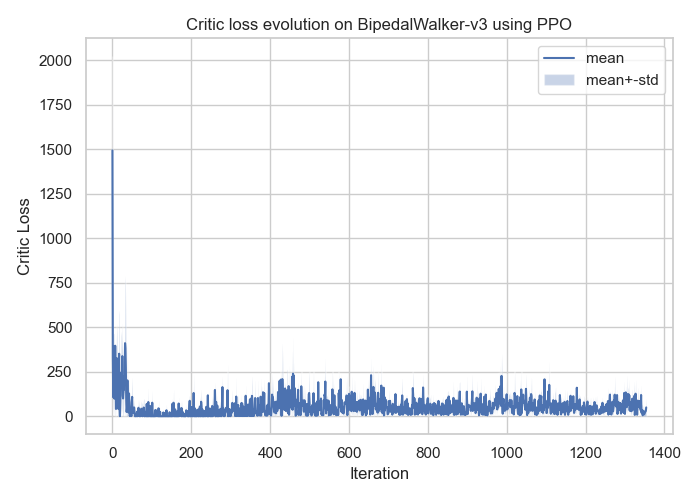 Critic loss evolution on BipedalWalker-v3 using PPO
mean
mean+-std
2000
1750
1500
1250
1000
750
500
250
0
Critic Loss
0 200 400 600 800 1000 1200 1400
Iteration